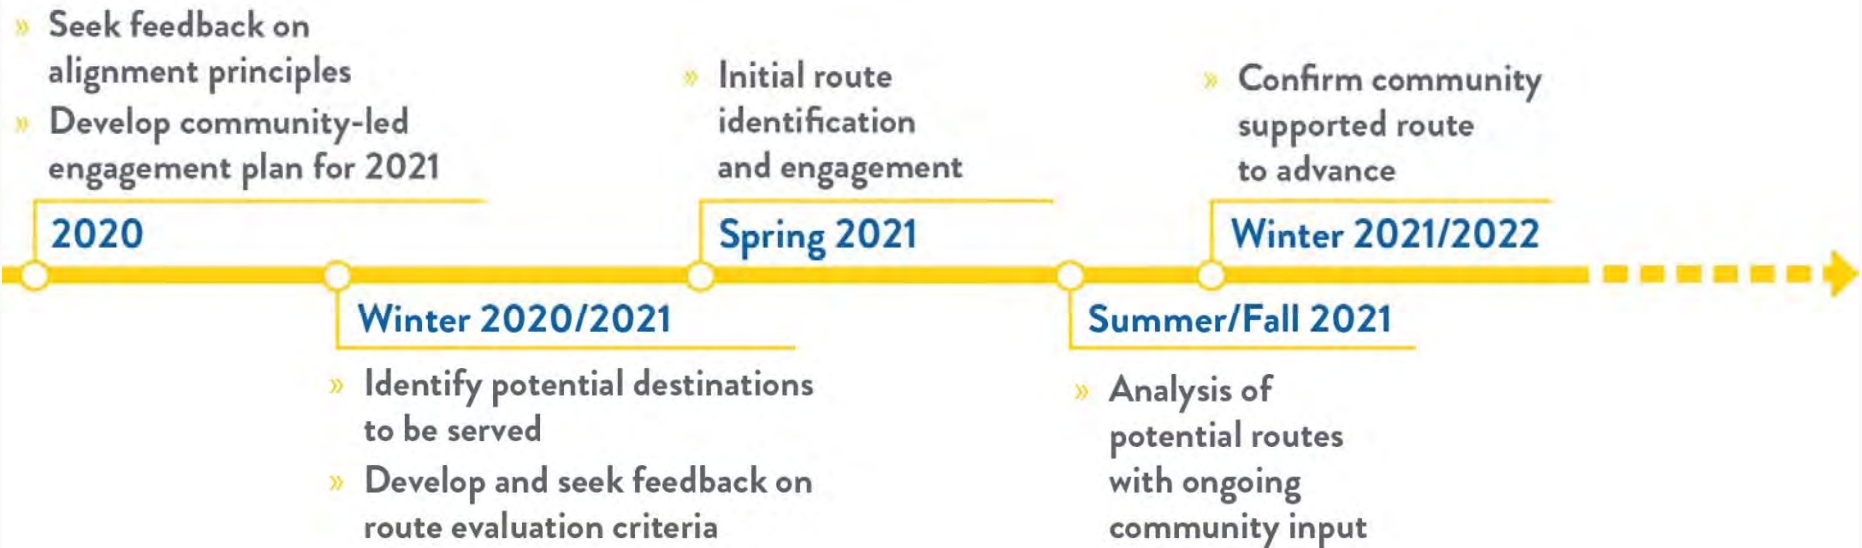 » Seek feedback on
alignment principles
» Develop community-led
engagement plan for 2021
2020
Winter 2020/2021
» Identify potential destinations
to be served
» Develop and seek feedback on
route evaluation criteria
» Initial route
identification
and engagement
Spring 2021
Summer/Fall 2021
» Analysis of
potential routes
with ongoing
community input
» Confirm community
supported route
to advance
Winter 2021/2022